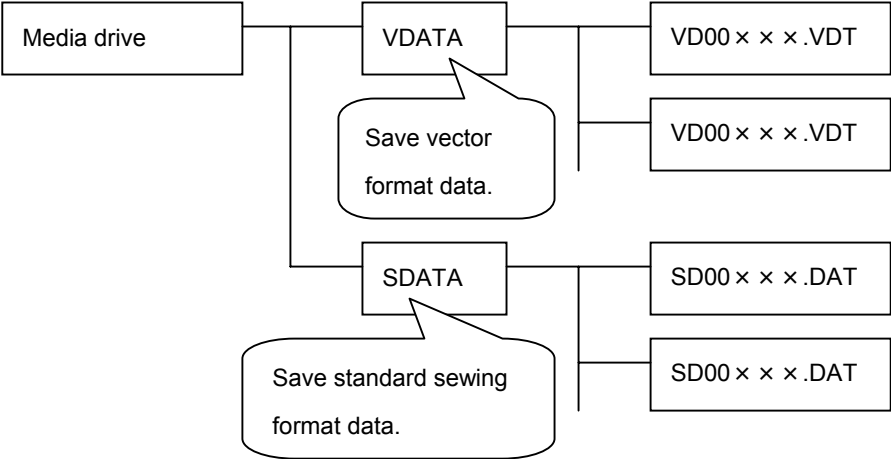 Media drive
VDATA
VD00×××.VDT
VD00×××.VDT
Save vector
format data.
SDATA
SD00×××.DAT
SD00×××.DAT
Save standard sewing
format data.